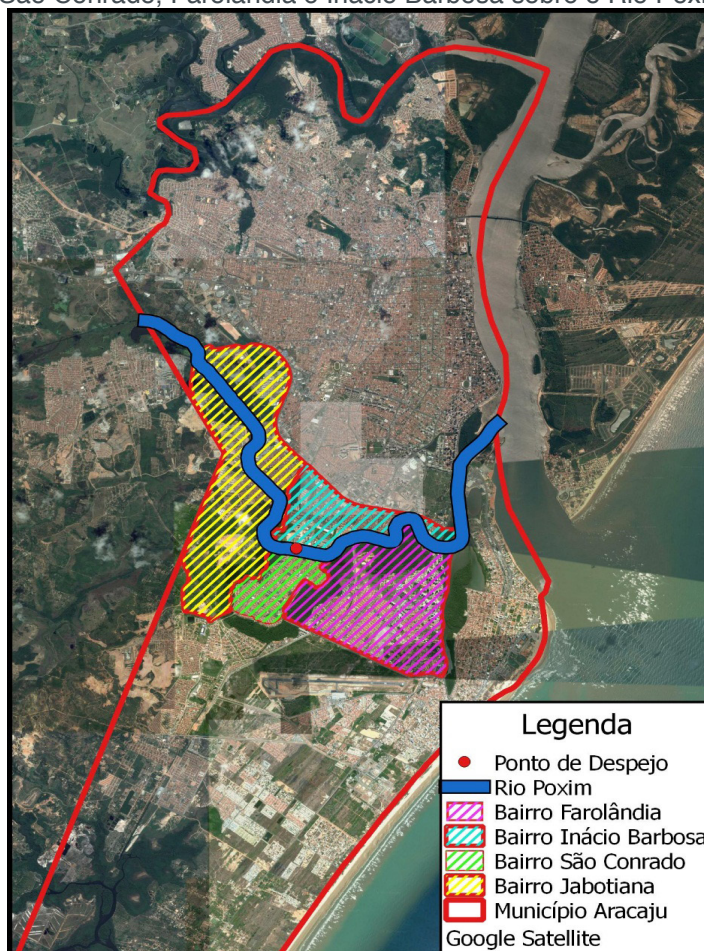 São Conrado, Farolândia e Inácio Barbosa sobre o Rio
Legenda
Ponto de Despejo
Rio Poxim
Bairro Farolândia
Bairro Inácio Barbosa
Bairro São Conrado
Bairro Jabotiana
Município Aracaju
Google Satellite